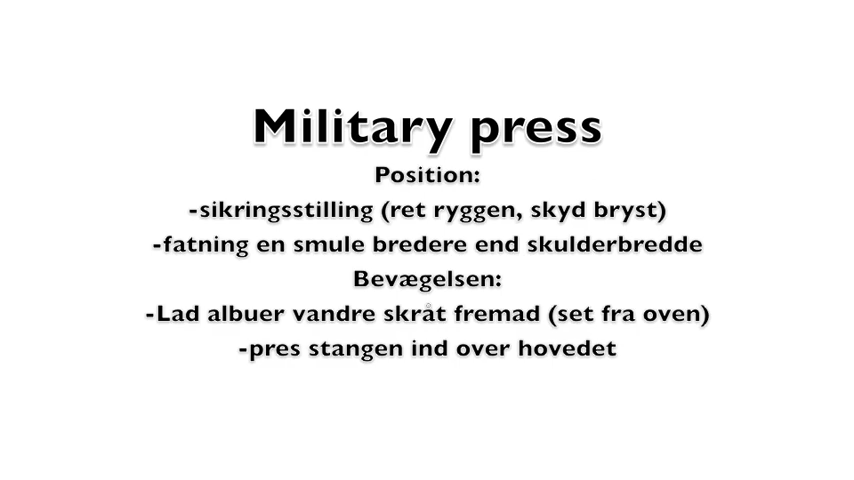 Military press
Position:
-sikringsstilling (ret ryggen, skyd bryst)
-fatning en smule bredere end skulderbredde
Bevægelsen:
-Lad albuer vandre skråt fremad (set fra oven)
-pres stangen ind over hovedet